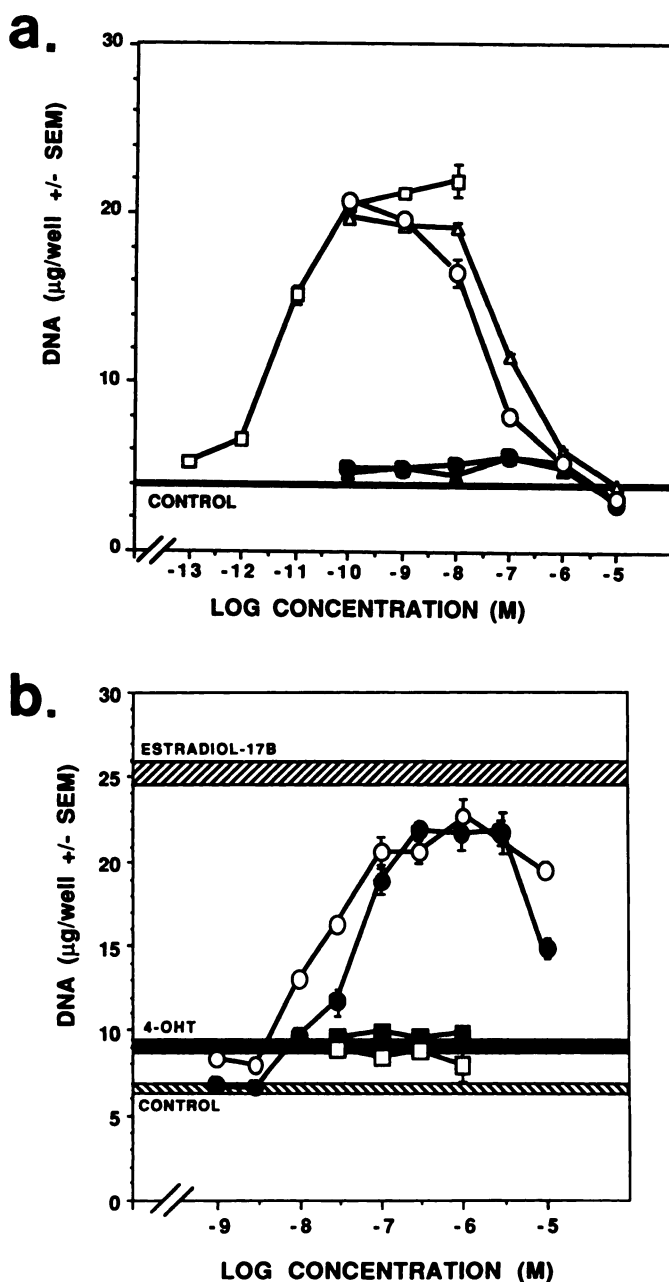 a.
DNA (μg/well +/- SEM)
30
20
10
0
CONTROL
-13 -12 -11 -10 -9 -8 -7 -6 -5
LOG CONCENTRATION (M)
b.
DNA (μg/well +/- SEM)
30
25
20
15
10
5
0
ESTRADIOL-17B
4-OHT
CONTROL
-9 -8 -7 -6 -5
LOG CONCENTRATION (M)